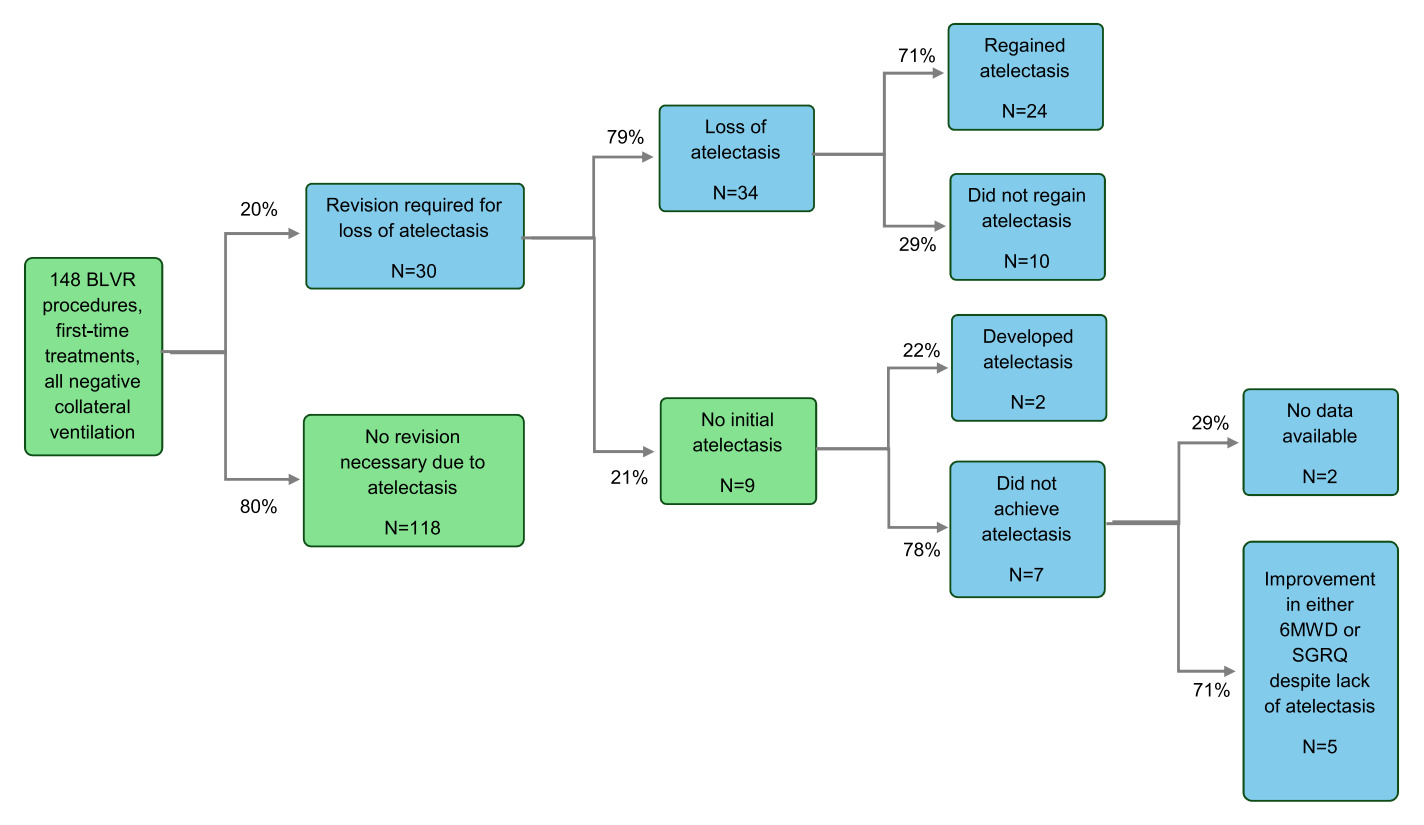 148 BLVR
procedures,
first-time
treatments,
all negative
collateral
ventilation
20%
80%
Revision required for
loss of atelectasis
N=30
No revision
necessary due to
atelectasis
N=118
79%
21%
Loss of
atelectasis
N=34
No initial
atelectasis
N=9
71%
29%
Regained
atelectasis
N=24
Did not regain
atelectasis
N=10
22%
78%
Developed
atelectasis
N=2
Did not
achieve
atelectasis
N=7
29%
71%
No data
available
N=2
Improvement
in either
6MWD or
SGRQ
despite lack
of atelectasis
N=5